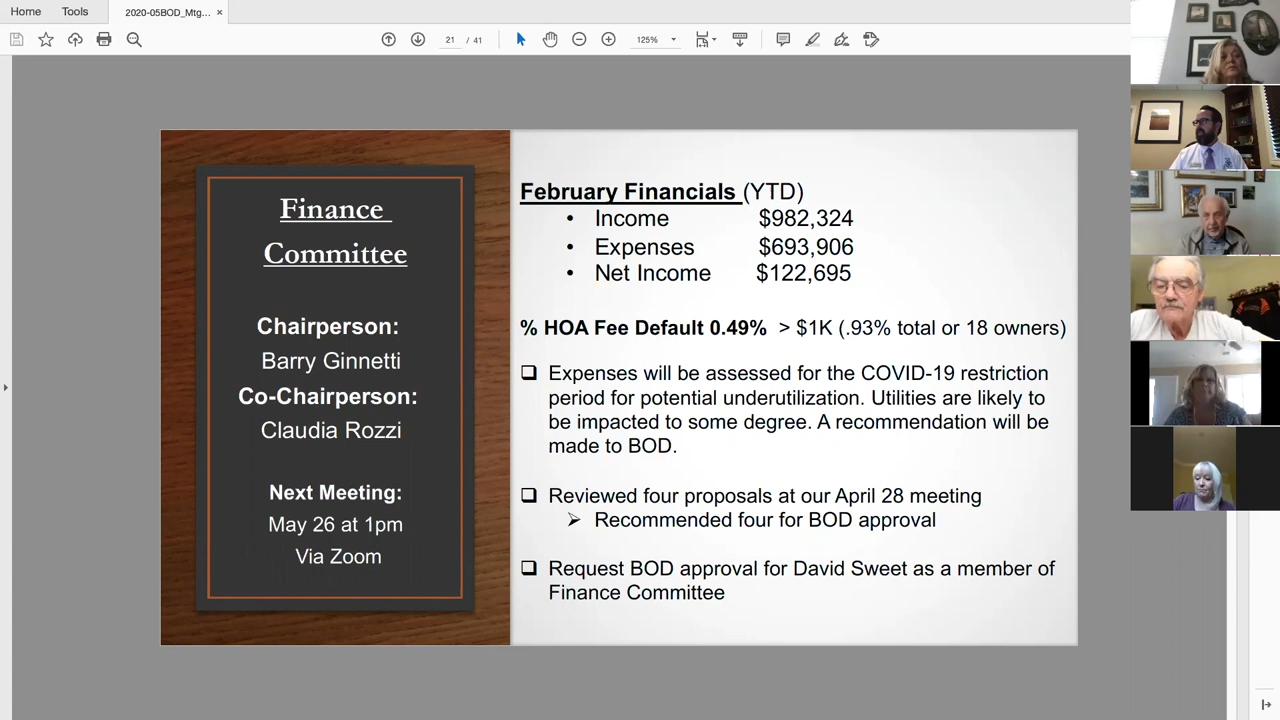 Home
Tools
2020-05BOD_Mtg... ×
21 / 41
125%
Finance
Committee
Chairperson:
Barry Ginnetti
Co-Chairperson:
Claudia Rozzi
Next Meeting:
May 26 at 1pm
Via Zoom
February Financials (YTD)
• Income $982,324
• Expenses $693,906
• Net Income $122,695
% HOA Fee Default 0.49% > $1K (.93% total or 18 owners)
❑ Expenses will be assessed for the COVID-19 restriction
period for potential underutilization. Utilities are likely to
be impacted to some degree. A recommendation will be
made to BOD.
❑ Reviewed four proposals at our April 28 meeting
➢ Recommended four for BOD approval
❑ Request BOD approval for David Sweet as a member of
Finance Committee